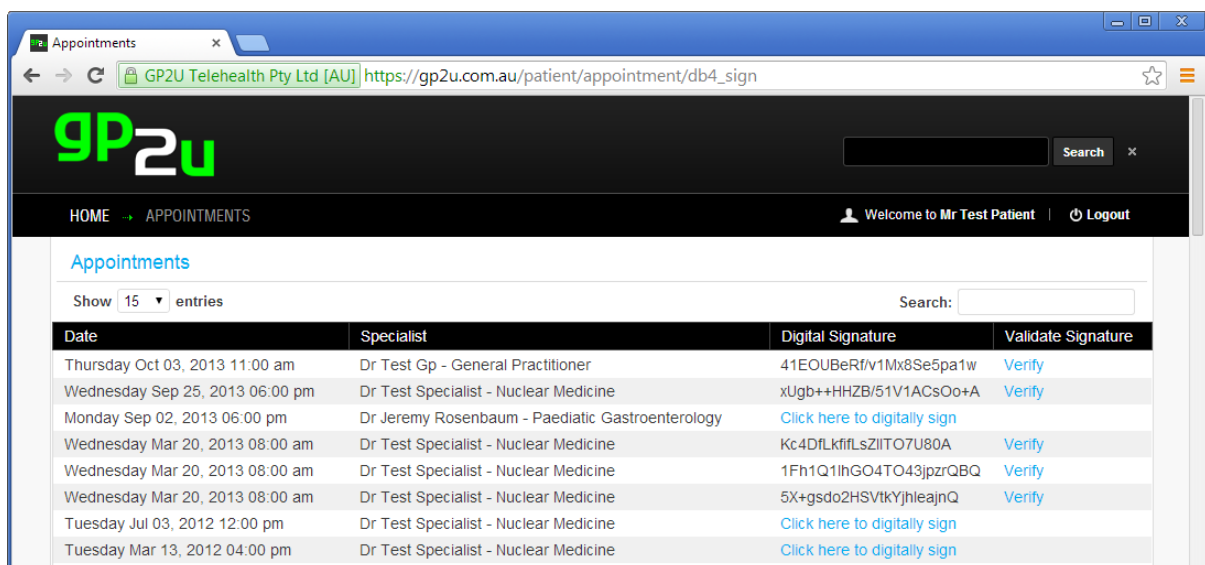 Appointments
GP2U Telehealth Pty Ltd [AU] https://gp2u.com.au/patient/appointment/db4_sign
gP2u
Search ×
HOME APPOINTMENTS Welcome to Mr Test Patient | Logout
Appointments
Show 15 entries Search:
Date Specialist Digital Signature Validate Signature
Thursday Oct 03, 2013 11:00 am Dr Test Gp - General Practitioner 41EOUBeRf/v1Mx8Se5pa1w Verify
Wednesday Sep 25, 2013 06:00 pm Dr Test Specialist - Nuclear Medicine xUgb++HHZB/51V1ACsOo+A Verify
Monday Sep 02, 2013 06:00 pm Dr Jeremy Rosenbaum - Paediatic Gastroenterology Click here to digitally sign
Wednesday Mar 20, 2013 08:00 am Dr Test Specialist - Nuclear Medicine Verify
Wednesday Mar 20, 2013 08:00 am Dr Test Specialist - Nuclear Medicine Verify
Wednesday Mar 20, 2013 08:00 am Dr Test Specialist - Nuclear Medicine Verify
Tuesday Jul 03, 2012 12:00 pm Dr Test Specialist - Nuclear Medicine Click here to digitally sign
Tuesday Mar 13, 2012 04:00 pm Dr Test Specialist - Nuclear Medicine Click here to digitally sign